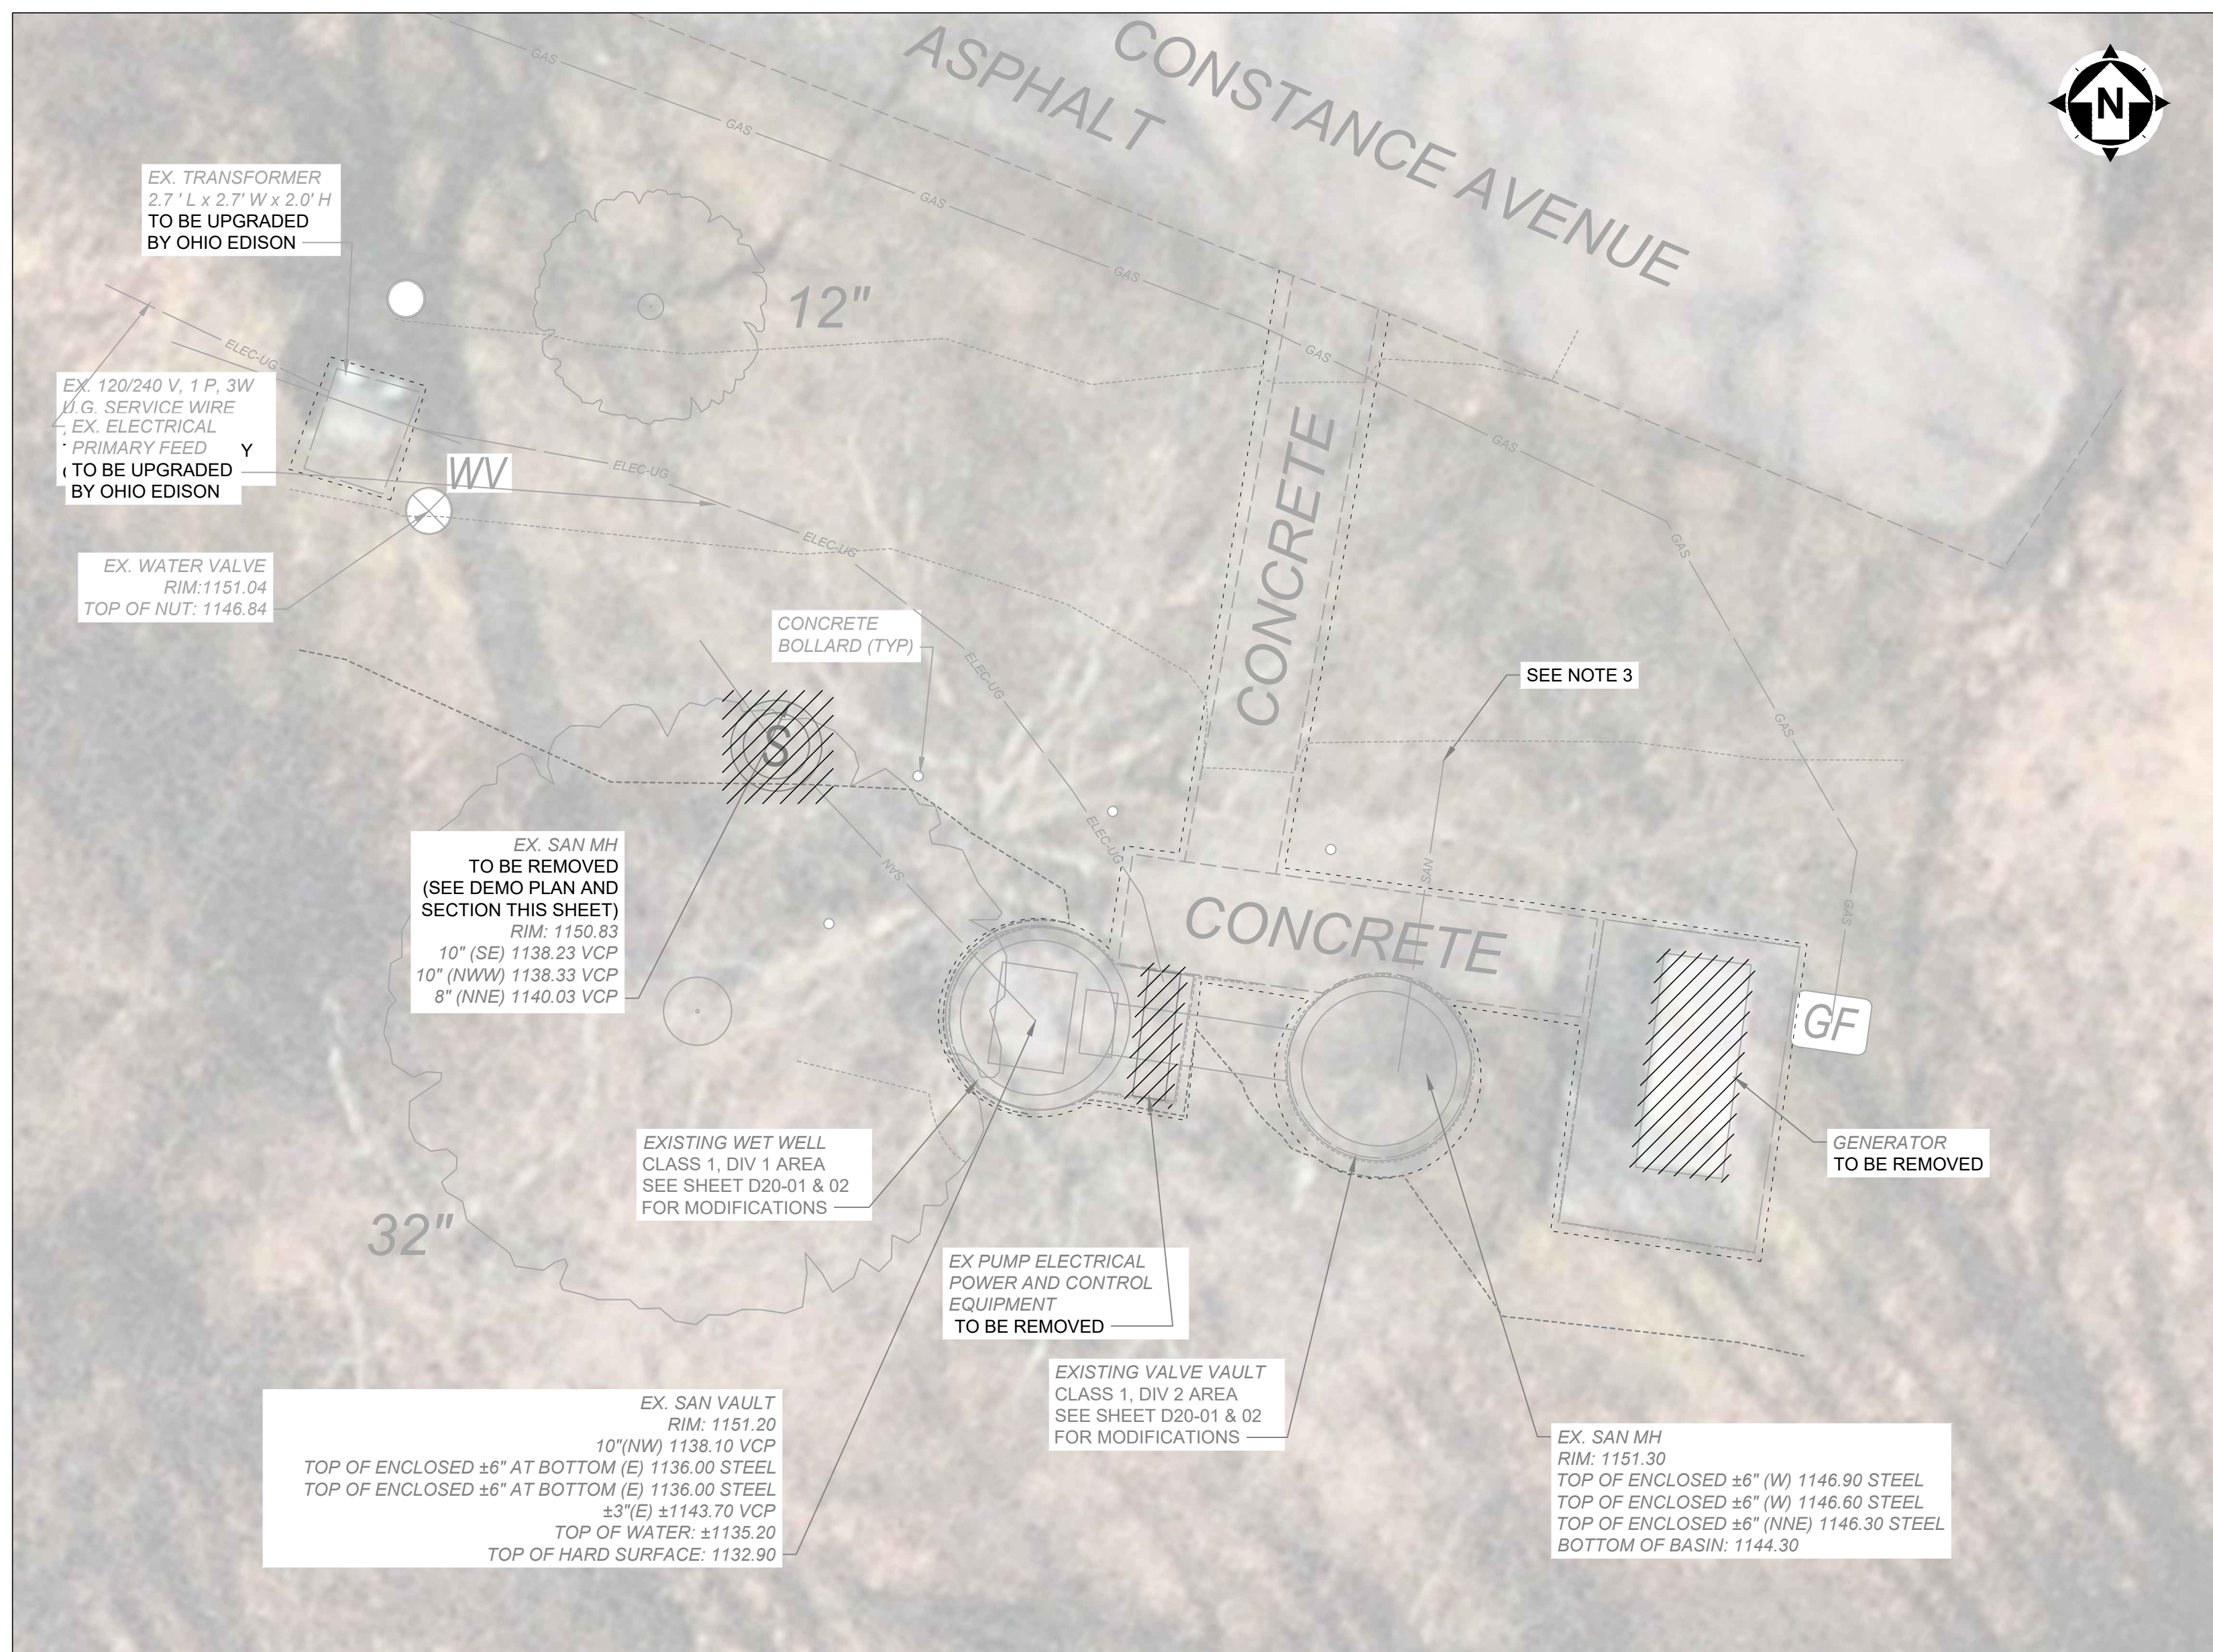 CONSTANCE AVENUE
ASPHALT
N
GAS
GAS
GAS
GAS
GAS
GAS
GAS
GAS
GAS
EX. TRANSFORMER
2.7 ' L x 2.7' W x 2.0' H
TO BE UPGRADED
BY OHIO EDISON
12"
ELEC-UG
ELEC-UG
ELEC-UG
ELEC-UG
ELEC-UG
EX. 120/240 V, 1 P, 3W
U.G. SERVICE WIRE
EX. ELECTRICAL
PRIMARY FEED
Y
TO BE UPGRADED
BY OHIO EDISON
WV
EX. WATER VALVE
RIM:1151.04
TOP OF NUT: 1146.84
CONCRETE
BOLLARD (TYP)
CONCRETE
SEE NOTE 3
S
SAN
SAN
EX. SAN MH
TO BE REMOVED
(SEE DEMO PLAN AND
SECTION THIS SHEET)
RIM: 1150.83
10" (SE) 1138.23 VCP
10" (NWW) 1138.33 VCP
8" (NNE) 1140.03 VCP
CONCRETE
GF
EXISTING WET WELL
CLASS 1, DIV 1 AREA
SEE SHEET D20-01 & 02
FOR MODIFICATIONS
GENERATOR
TO BE REMOVED
32"
EX PUMP ELECTRICAL
POWER AND CONTROL
EQUIPMENT
TO BE REMOVED
EXISTING VALVE VAULT
CLASS 1, DIV 2 AREA
SEE SHEET D20-01 & 02
FOR MODIFICATIONS
EX. SAN VAULT
RIM: 1151.20
10"(NW) 1138.10 VCP
TOP OF ENCLOSED ±6" AT BOTTOM (E) 1136.00 STEEL
TOP OF ENCLOSED ±6" AT BOTTOM (E) 1136.00 STEEL
±3"(E) ±1143.70 VCP
TOP OF WATER: ±1135.20
TOP OF HARD SURFACE: 1132.90
EX. SAN MH
RIM: 1151.30
TOP OF ENCLOSED ±6" (W) 1146.90 STEEL
TOP OF ENCLOSED ±6" (W) 1146.60 STEEL
TOP OF ENCLOSED ±6" (NNE) 1146.30 STEEL
BOTTOM OF BASIN: 1144.30